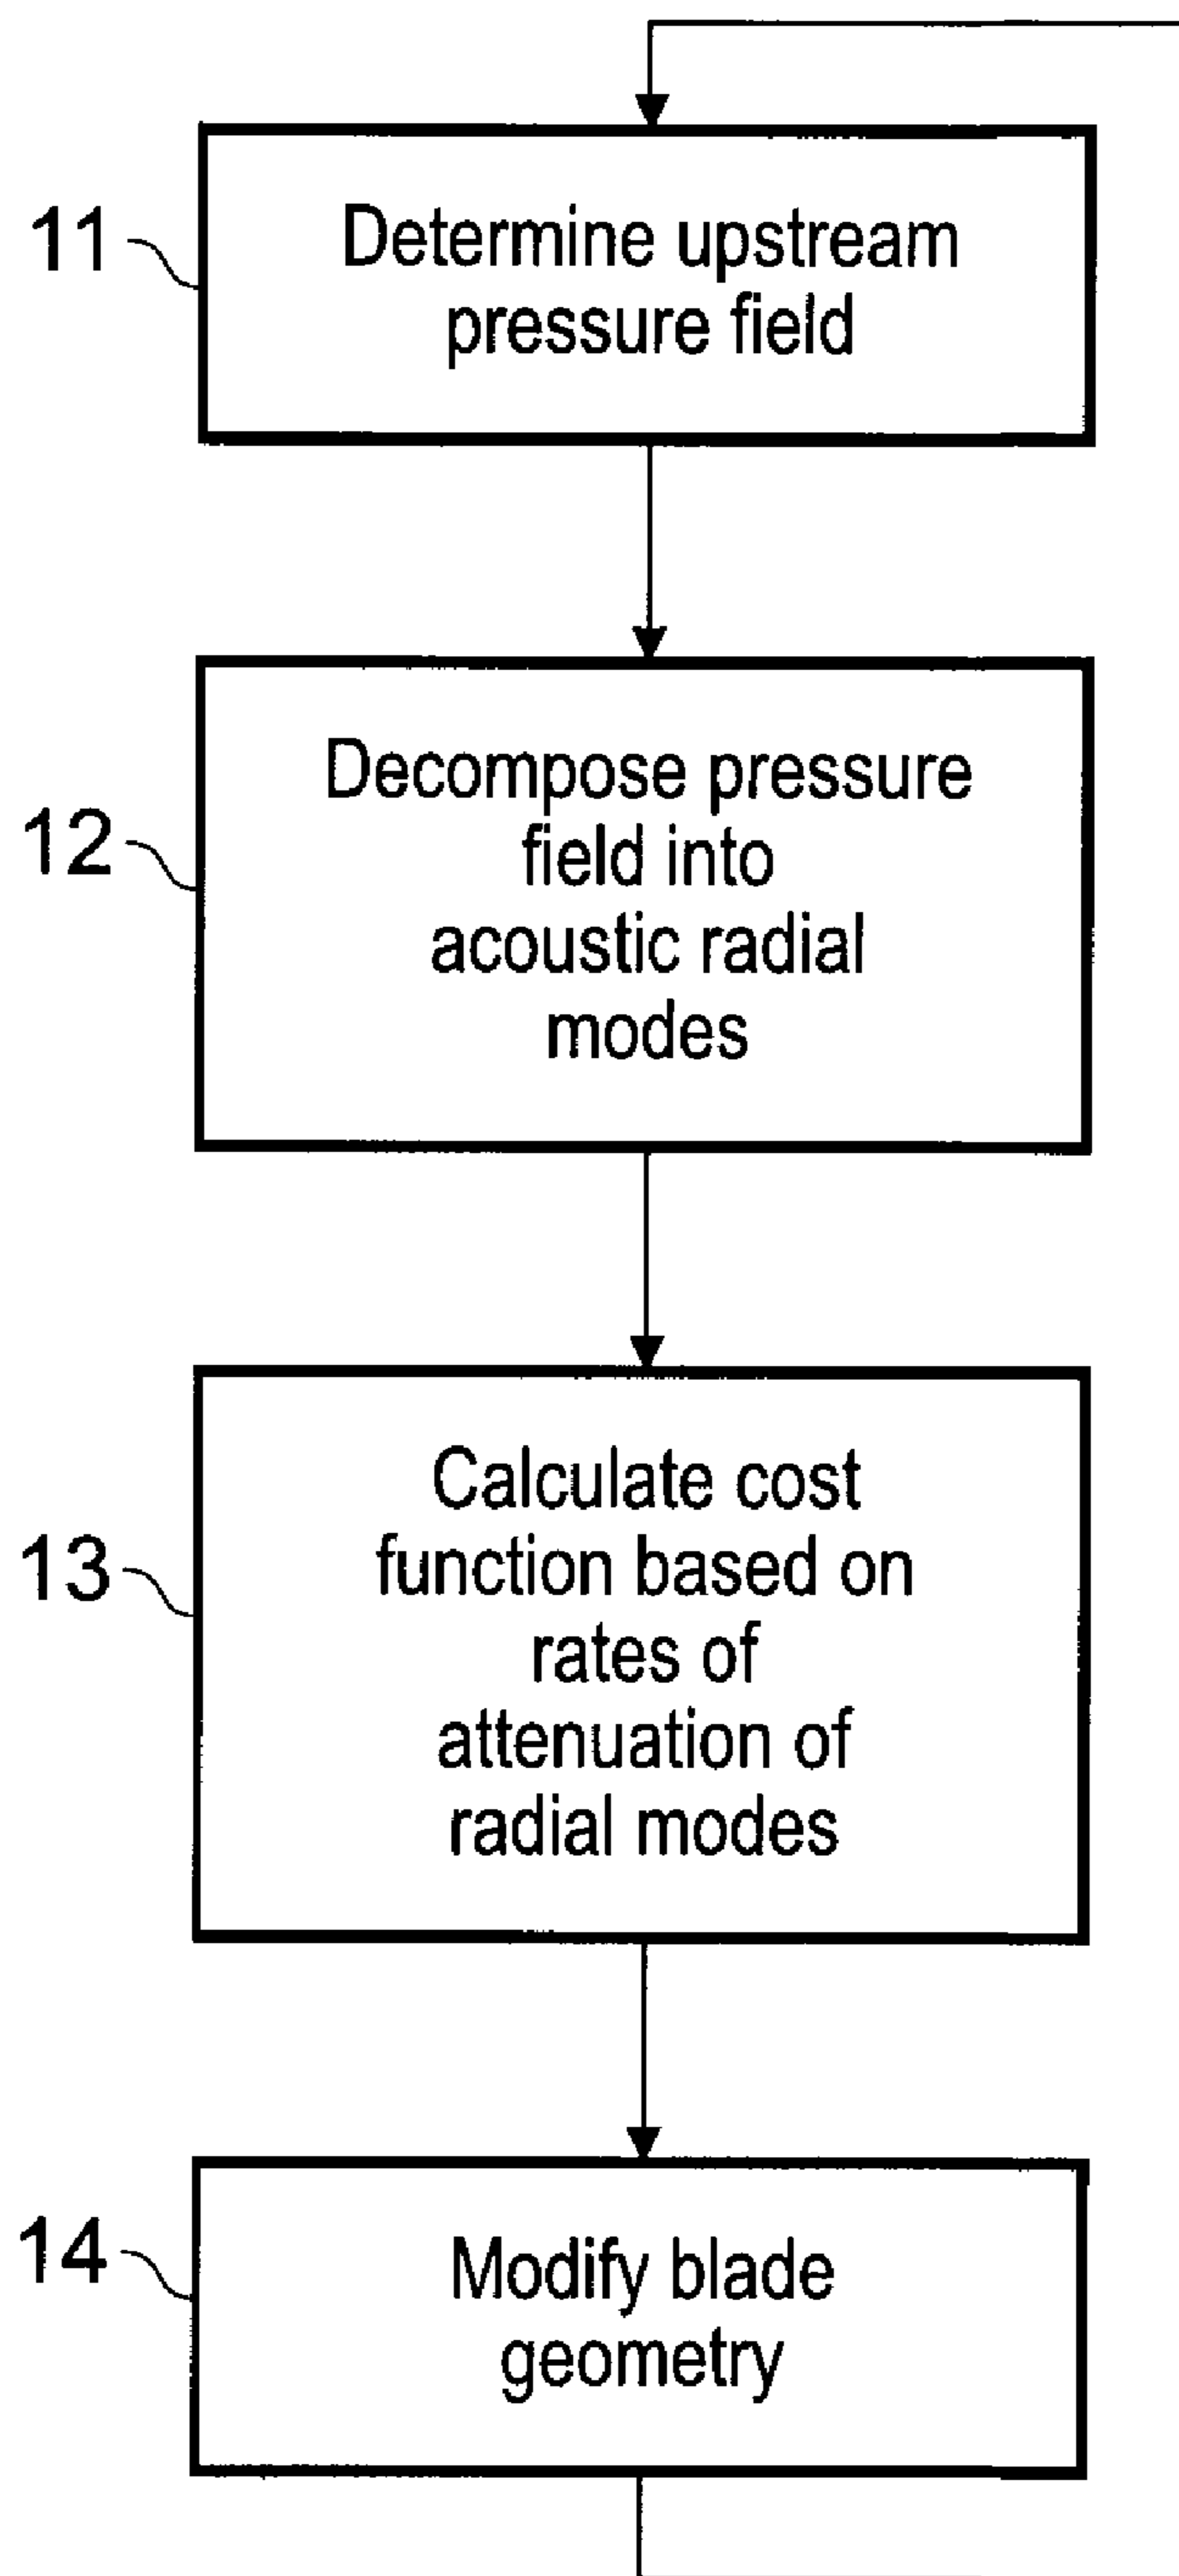 11
Determine upstream
pressure field
12
Decompose pressure
field into
acoustic radial
modes
13
Calculate cost
function based on
rates of
attenuation of
radial modes
14
Modify blade
geometry